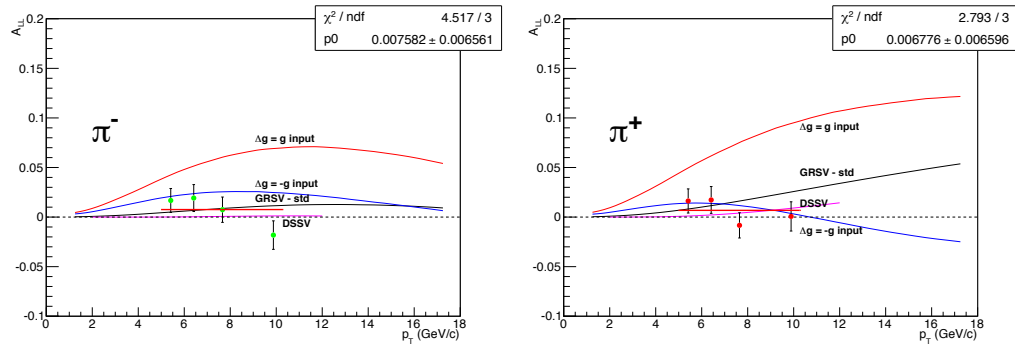 A_LL
χ² / ndf 4.517 / 3
p0 0.007582 ± 0.006561
0.2
0.15
0.1
0.05
0
-0.05
-0.1
π⁻
Δg = g input
Δg = -g input
GRSV - std
DSSV
0 2 4 6 8 10 12 14 16 18
p_T (GeV/c)
A_LL
χ² / ndf 2.793 / 3
p0 0.006776 ± 0.006596
0.2
0.15
0.1
0.05
0
-0.05
-0.1
π⁺
Δg = g input
GRSV - std
DSSV
Δg = -g input
0 2 4 6 8 10 12 14 16 18
p_T (GeV/c)